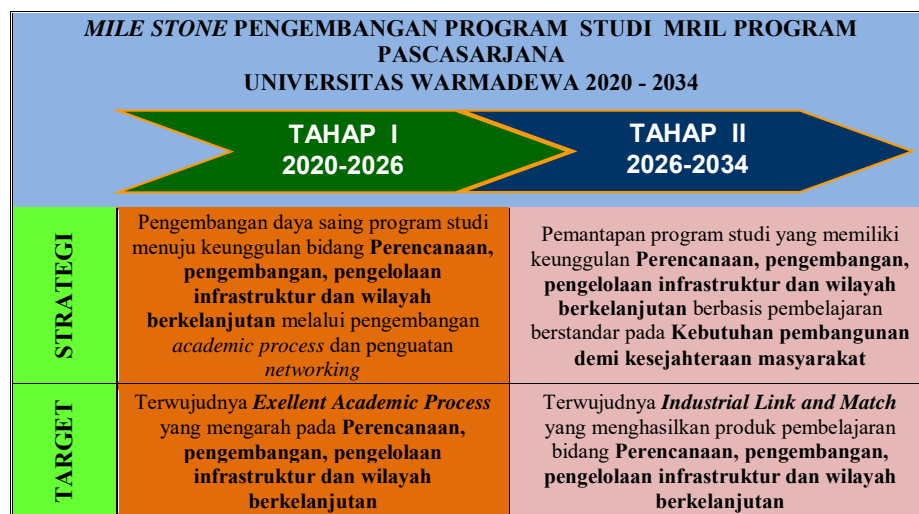 MILE STONE PENGEMBANGAN PROGRAM STUDI MRIL PROGRAM
PASCASARJANA
UNIVERSITAS WARMADEWA 2020 - 2034
TAHAP I
2020-2026
TAHAP II
2026-2034
STRATEGI
Pengembangan daya saing program studi
menuju keunggulan bidang Perencanaan,
pengembangan, pengelolaan
infrastruktur dan wilayah
berkelanjutan melalui pengembangan
academic process dan penguatan
networking
Pemantapan program studi yang memiliki
keunggulan Perencanaan, pengembangan,
pengelolaan infrastruktur dan wilayah
berkelanjutan berbasis pembelajaran
berstandar pada Kebutuhan pembangunan
demi kesejahteraan masyarakat
TARGET
Terwujudnya Exellent Academic Process
yang mengarah pada Perencanaan,
pengembangan, pengelolaan
infrastruktur dan wilayah
berkelanjutan
Terwujudnya Industrial Link and Match
yang menghasilkan produk pembelajaran
bidang Perencanaan, pengembangan,
pengelolaan infrastruktur dan wilayah
berkelanjutan